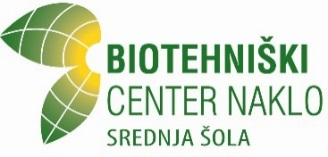 BIOTEHNIŠKI
CENTER NAKLO
SREDNJA ŠOLA